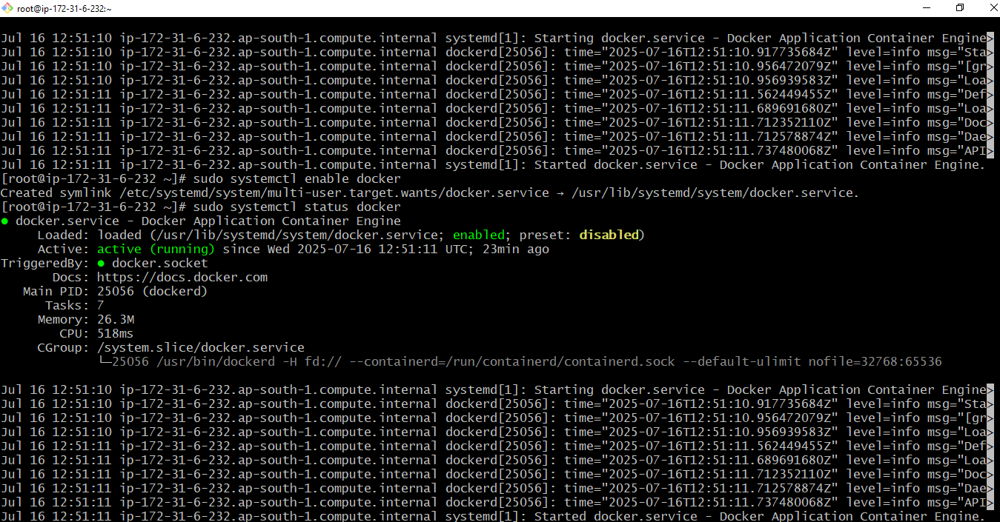 root@ip-172-31-6-232:~
Jul 16 12:51:10 ip-172-31-6-232.ap-south-1.compute.internal systemd[1]: Starting docker.service - Docker Application Container Engine>
Jul 16 12:51:10 ip-172-31-6-232.ap-south-1.compute.internal dockerd[25056]: time="2025-07-16T12:51:10.917735684Z" level=info msg="Sta>
Jul 16 12:51:10 ip-172-31-6-232.ap-south-1.compute.internal dockerd[25056]: time="2025-07-16T12:51:10.956472079Z" level=info msg="[gr>
Jul 16 12:51:10 ip-172-31-6-232.ap-south-1.compute.internal dockerd[25056]: time="2025-07-16T12:51:10.956939583Z" level=info msg="Loa>
Jul 16 12:51:11 ip-172-31-6-232.ap-south-1.compute.internal dockerd[25056]: time="2025-07-16T12:51:11.562449455Z" level=info msg="Def>
Jul 16 12:51:11 ip-172-31-6-232.ap-south-1.compute.internal dockerd[25056]: time="2025-07-16T12:51:11.689691680Z" level=info msg="Loa>
Jul 16 12:51:11 ip-172-31-6-232.ap-south-1.compute.internal dockerd[25056]: time="2025-07-16T12:51:11.712352110Z" level=info msg="Doc>
Jul 16 12:51:11 ip-172-31-6-232.ap-south-1.compute.internal dockerd[25056]: time="2025-07-16T12:51:11.712578874Z" level=info msg="Dae>
Jul 16 12:51:11 ip-172-31-6-232.ap-south-1.compute.internal dockerd[25056]: time="2025-07-16T12:51:11.737480068Z" level=info msg="API>
Jul 16 12:51:11 ip-172-31-6-232.ap-south-1.compute.internal systemd[1]: Started docker.service - Docker Application Container Engine.
[root@ip-172-31-6-232 ~]# sudo systemctl enable docker
Created symlink /etc/systemd/system/multi-user.target.wants/docker.service → /usr/lib/systemd/system/docker.service.
[root@ip-172-31-6-232 ~]# sudo systemctl status docker
● docker.service - Docker Application Container Engine
Loaded: loaded (/usr/lib/systemd/system/docker.service; enabled; preset: disabled)
Active: active (running) since Wed 2025-07-16 12:51:11 UTC; 23min ago
TriggeredBy: ● docker.socket
Docs: https://docs.docker.com
Main PID: 25056 (dockerd)
Tasks: 7
Memory: 26.3M
CPU: 518ms
CGroup: /system.slice/docker.service
└─25056 /usr/bin/dockerd -H fd:// --containerd=/run/containerd/containerd.sock --default-ulimit nofile=32768:65536
Jul 16 12:51:10 ip-172-31-6-232.ap-south-1.compute.internal systemd[1]: Starting docker.service - Docker Application Container Engine>
Jul 16 12:51:10 ip-172-31-6-232.ap-south-1.compute.internal dockerd[25056]: time="2025-07-16T12:51:10.917735684Z" level=info msg="Sta>
Jul 16 12:51:10 ip-172-31-6-232.ap-south-1.compute.internal dockerd[25056]: time="2025-07-16T12:51:10.956472079Z" level=info msg="[gr>
Jul 16 12:51:10 ip-172-31-6-232.ap-south-1.compute.internal dockerd[25056]: time="2025-07-16T12:51:10.956939583Z" level=info msg="Loa>
Jul 16 12:51:11 ip-172-31-6-232.ap-south-1.compute.internal dockerd[25056]: time="2025-07-16T12:51:11.562449455Z" level=info msg="Def>
Jul 16 12:51:11 ip-172-31-6-232.ap-south-1.compute.internal dockerd[25056]: time="2025-07-16T12:51:11.689691680Z" level=info msg="Loa>
Jul 16 12:51:11 ip-172-31-6-232.ap-south-1.compute.internal dockerd[25056]: time="2025-07-16T12:51:11.712352110Z" level=info msg="Doc>
Jul 16 12:51:11 ip-172-31-6-232.ap-south-1.compute.internal dockerd[25056]: time="2025-07-16T12:51:11.712578874Z" level=info msg="Dae>
Jul 16 12:51:11 ip-172-31-6-232.ap-south-1.compute.internal dockerd[25056]: time="2025-07-16T12:51:11.737480068Z" level=info msg="API>
Jul 16 12:51:11 ip-172-31-6-232.ap-south-1.compute.internal systemd[1]: Started docker.service - Docker Application Container Engine.